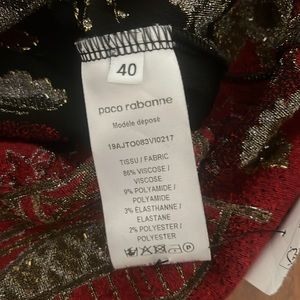 40
paco rabanne
Modèle déposé
19AJTO083VI0217
TISSU / FABRIC
86% VISCOSE /
VISCOSE
9% POLYAMIDE /
POLYAMIDE
3% ELASTHANNE /
ELASTANE
2% POLYESTER /
POLYESTER